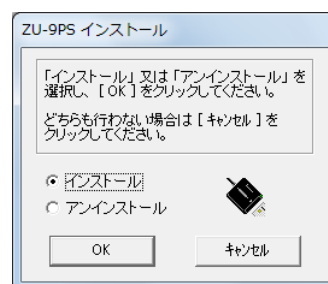 ZU-9PS インストール
「インストール」又は「アンインストール」を
選択し、[ OK ] をクリックしてください。
どちらも行わない場合は [ ｷｬﾝｾﾙ ] を
クリックしてください。
インストール
アンインストール
OK
ｷｬﾝｾﾙ